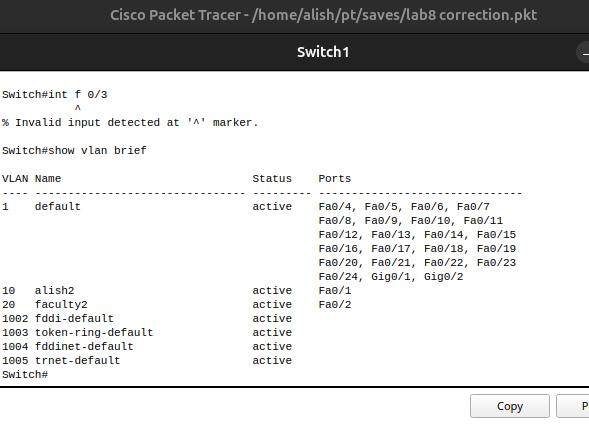 Cisco Packet Tracer - /home/alish/pt/saves/lab8 correction.pkt
Switch1
Switch#int f 0/3
^
% Invalid input detected at '^' marker.
Switch#show vlan brief
VLAN Name Status Ports
---- -------------------------------- --------- -------------------------------
1 default active Fa0/4, Fa0/5, Fa0/6, Fa0/7
Fa0/8, Fa0/9, Fa0/10, Fa0/11
Fa0/12, Fa0/13, Fa0/14, Fa0/15
Fa0/16, Fa0/17, Fa0/18, Fa0/19
Fa0/20, Fa0/21, Fa0/22, Fa0/23
Fa0/24, Gig0/1, Gig0/2
10 alish2 active Fa0/1
20 faculty2 active Fa0/2
1002 fddi-default active
1003 token-ring-default active
1004 fddinet-default active
1005 trnet-default active
Switch#
Copy